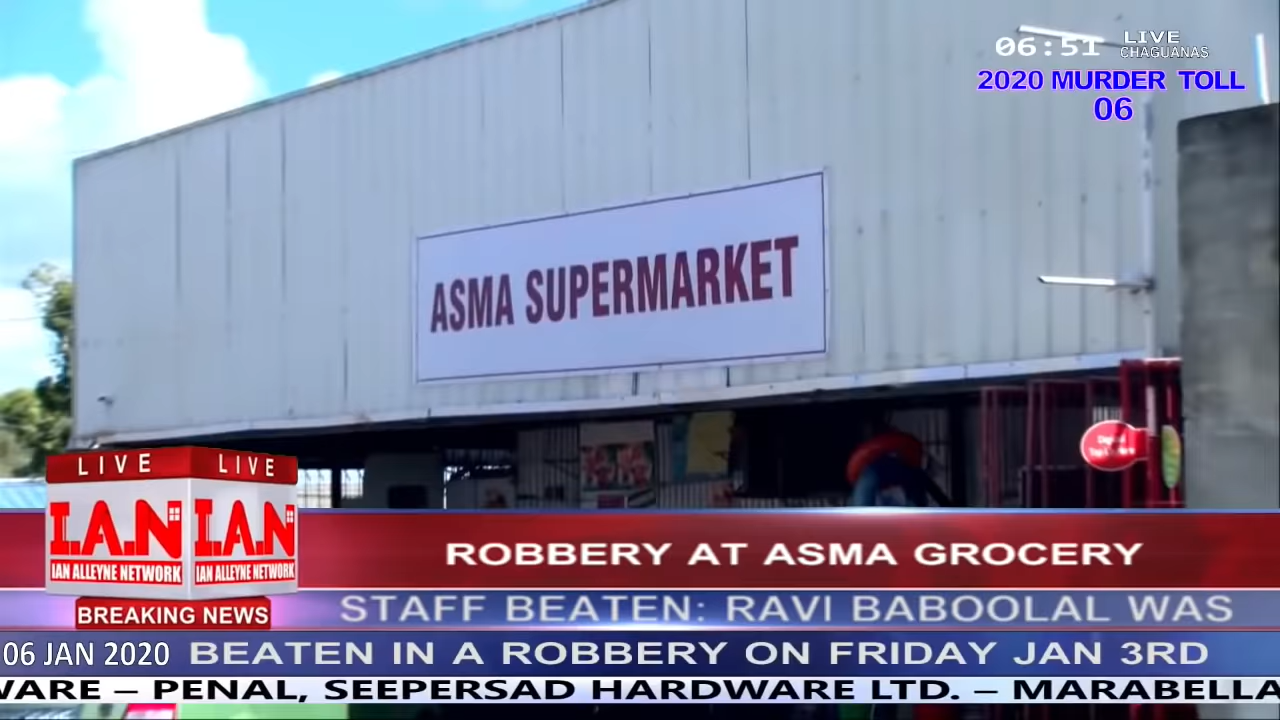 06:51 LIVE
CHAGUANAS
2020 MURDER TOLL
06
ASMA SUPERMARKET
LIVE LIVE
I.A.N I.A.N
IAN ALLEYNE NETWORK IAN ALLEYNE NETWORK
BREAKING NEWS
ROBBERY AT ASMA GROCERY
STAFF BEATEN: RAVI BABOOLAL WAS
06 JAN 2020 BEATEN IN A ROBBERY ON FRIDAY JAN 3RD
WARE – PENAL, SEEPERSAD HARDWARE LTD. – MARABELLA